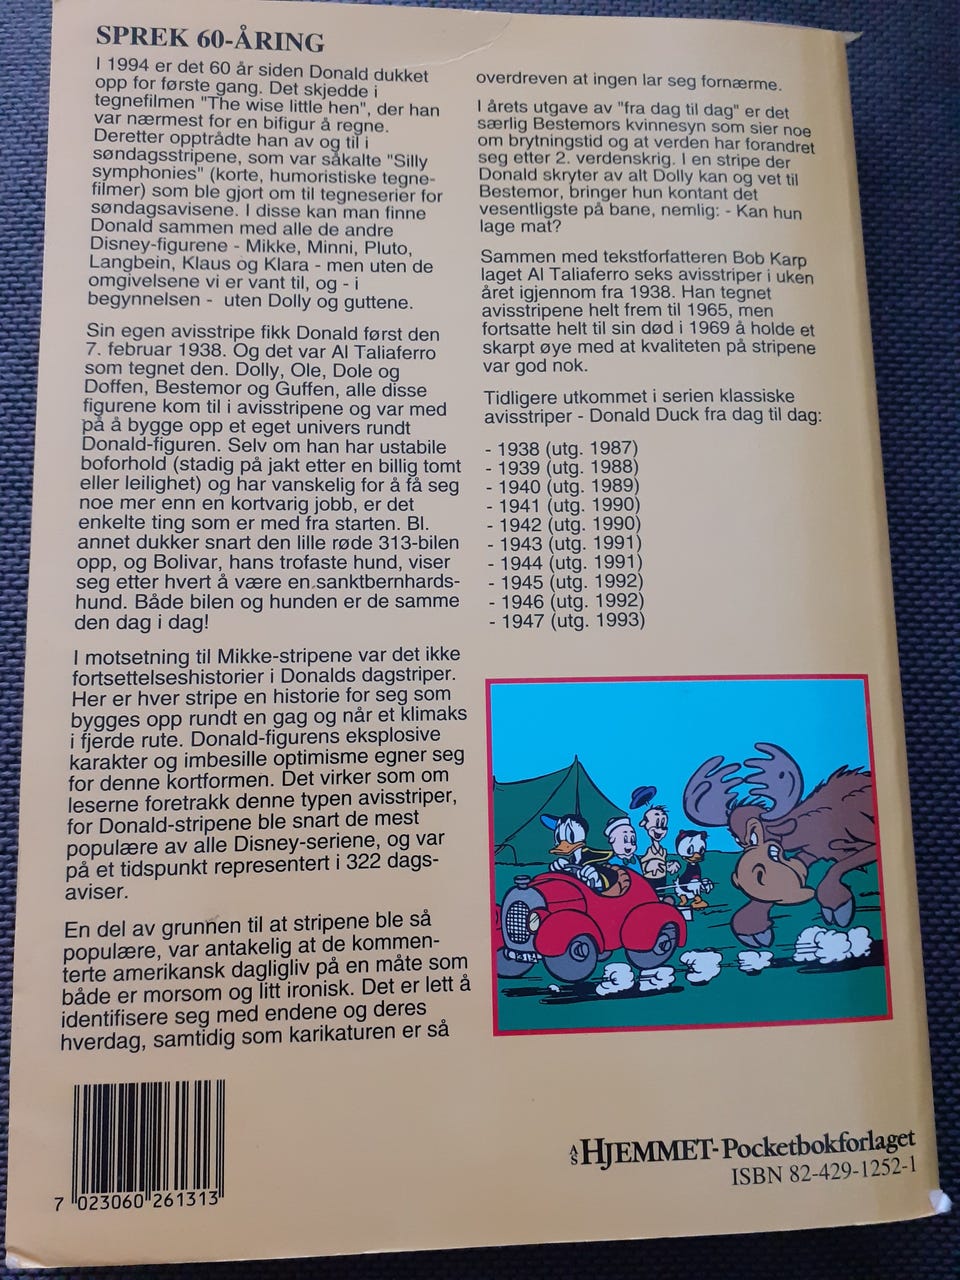 SPREK 60-ÅRING
I 1994 er det 60 år siden Donald dukket
opp for første gang. Det skjedde i
tegnefilmen "The wise little hen", der han
var nærmest for en bifigur å regne.
Deretter opptrådte han av og til i
søndagsstripene, som var såkalte "Silly
symphonies" (korte, humoristiske tegne-
filmer) som ble gjort om til tegneserier for
søndagsavisene. I disse kan man finne
Donald sammen med alle de andre
Disney-figurene - Mikke, Minni, Pluto,
Langbein, Klaus og Klara - men uten de
omgivelsene vi er vant til, og - i
begynnelsen - uten Dolly og guttene.
Sin egen avisstripe fikk Donald først den
7. februar 1938. Og det var Al Taliaferro
som tegnet den. Dolly, Ole, Dole og
Doffen, Bestemor og Guffen, alle disse
figurene kom til i avisstripene og var med
på å bygge opp et eget univers rundt
Donald-figuren. Selv om han har ustabile
boforhold (stadig på jakt etter en billig tomt
eller leilighet) og har vanskelig for å få seg
noe mer enn en kortvarig jobb, er det
enkelte ting som er med fra starten. Bl.
annet dukker snart den lille røde 313-bilen
opp, og Bolivar, hans trofaste hund, viser
seg etter hvert å være en sanktbernhards-
hund. Både bilen og hunden er de samme
den dag i dag!
I motsetning til Mikke-stripene var det ikke
fortsettelseshistorier i Donalds dagstriper.
Her er hver stripe en historie for seg som
bygges opp rundt en gag og når et klimaks
i fjerde rute. Donald-figurens eksplosive
karakter og imbesille optimisme egner seg
for denne kortformen. Det virker som om
leserne foretrakk denne typen avisstriper,
for Donald-stripene ble snart de mest
populære av alle Disney-seriene, og var
på et tidspunkt representert i 322 dags-
aviser.
En del av grunnen til at stripene ble så
populære, var antakelig at de kommen-
terte amerikansk dagligliv på en måte som
både er morsom og litt ironisk. Det er lett å
identifisere seg med endene og deres
hverdag, samtidig som karikaturen er så
overdreven at ingen lar seg fornærme.
I årets utgave av "fra dag til dag" er det
særlig Bestemors kvinnesyn som sier noe
om brytningstid og at verden har forandret
seg etter 2. verdenskrig. I en stripe der
Donald skryter av alt Dolly kan og vet til
Bestemor, bringer hun kontant det
vesentligste på bane, nemlig: - Kan hun
lage mat?
Sammen med tekstforfatteren Bob Karp
laget Al Taliaferro seks avisstriper i uken
året igjennom fra 1938. Han tegnet
avisstripene helt frem til 1965, men
fortsatte helt til sin død i 1969 å holde et
skarpt øye med at kvaliteten på stripene
var god nok.
Tidligere utkommet i serien klassiske
avisstriper - Donald Duck fra dag til dag:
- 1938 (utg. 1987)
- 1939 (utg. 1988)
- 1940 (utg. 1989)
- 1941 (utg. 1990)
- 1942 (utg. 1990)
- 1943 (utg. 1991)
- 1944 (utg. 1991)
- 1945 (utg. 1992)
- 1946 (utg. 1992)
- 1947 (utg. 1993)
313
A/S HJEMMET-Pocketbokforlaget
ISBN 82-429-1252-1
7 023060 261313